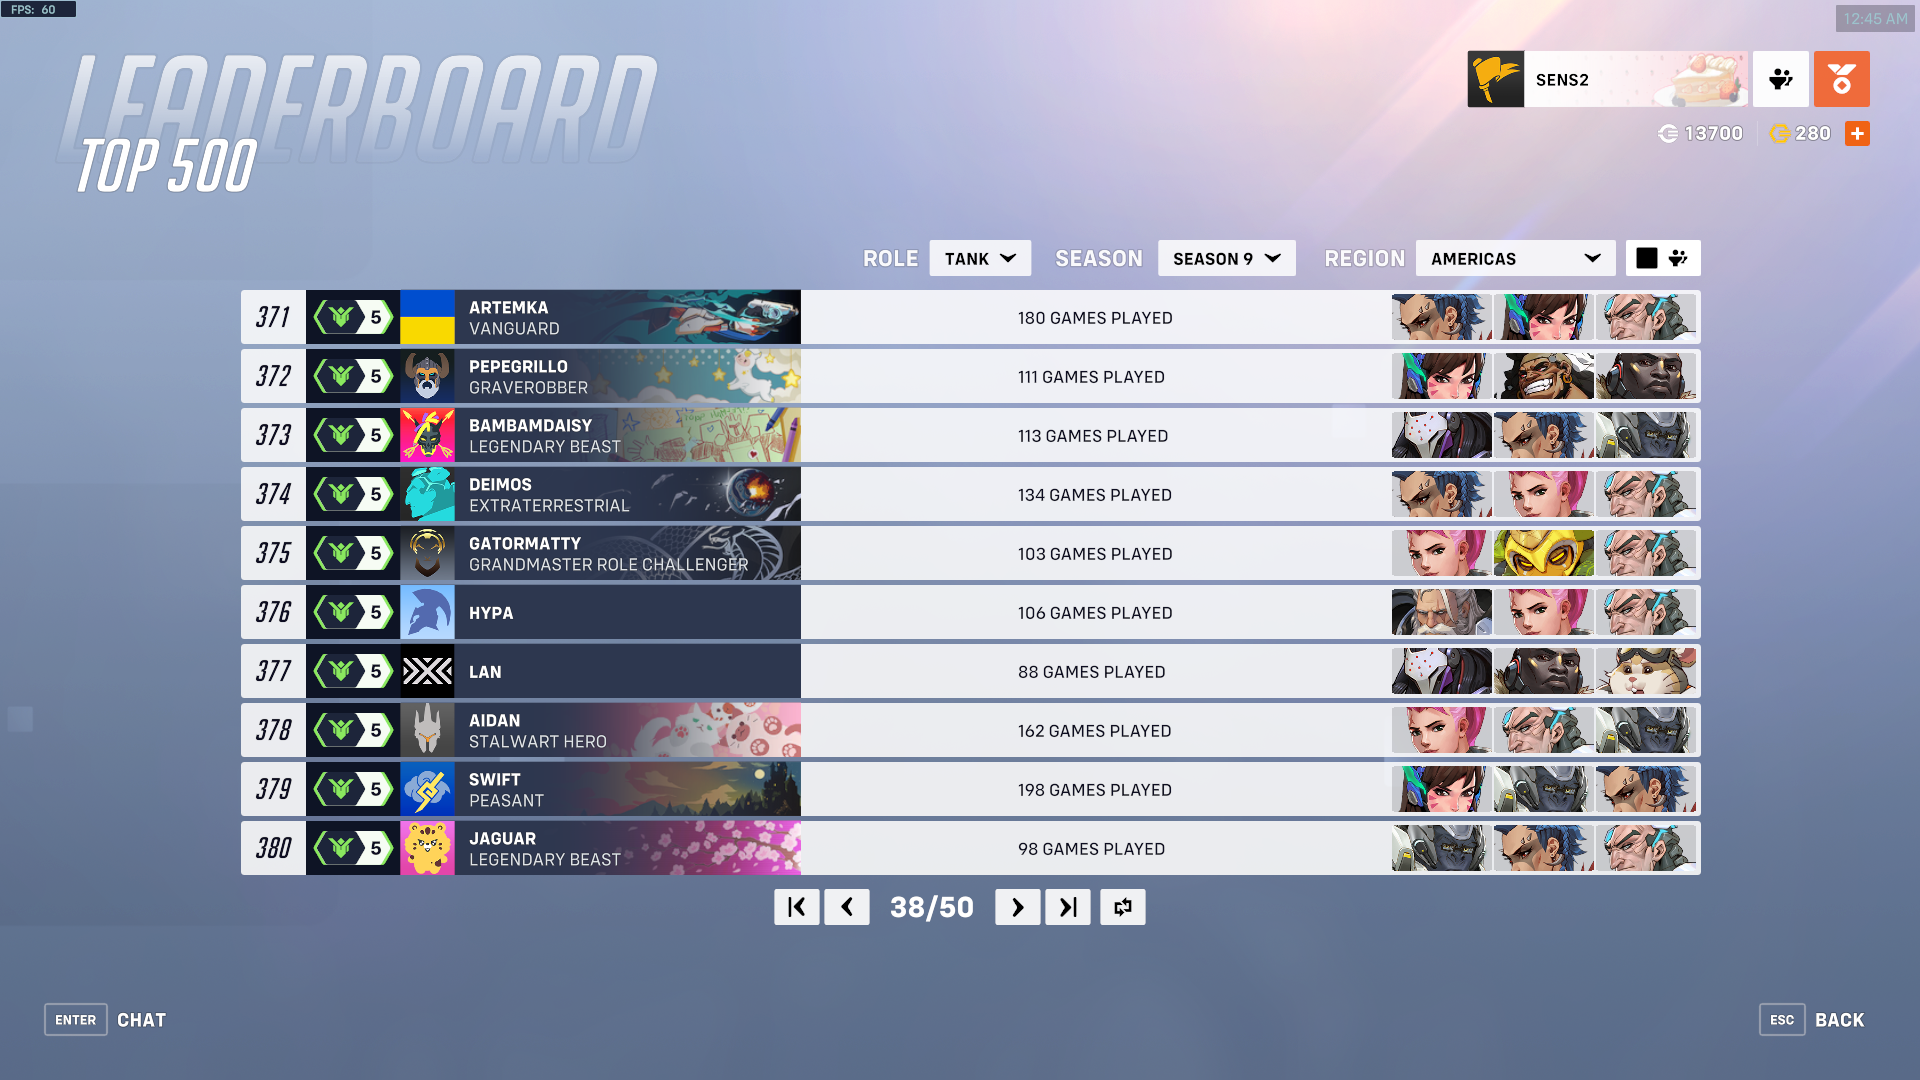 FPS: 60
12:45 AM
LEADERBOARD
TOP 500
SENS2
13700
280
ROLE TANK SEASON SEASON 9 REGION AMERICAS
371 5 ARTEMKA 180 GAMES PLAYED
VANGUARD
372 5 PEPEGRILLO 111 GAMES PLAYED
GRAVEROBBER
373 5 BAMBAMDAISY 113 GAMES PLAYED
LEGENDARY BEAST
374 5 DEIMOS 134 GAMES PLAYED
EXTRATERRESTRIAL
375 5 GATORMATTY 103 GAMES PLAYED
GRANDMASTER ROLE CHALLENGER
376 5 HYPA 106 GAMES PLAYED
377 5 LAN 88 GAMES PLAYED
378 5 AIDAN 162 GAMES PLAYED
STALWART HERO
379 5 SWIFT 198 GAMES PLAYED
PEASANT
380 5 JAGUAR 98 GAMES PLAYED
LEGENDARY BEAST
38/50
ENTER CHAT
ESC BACK